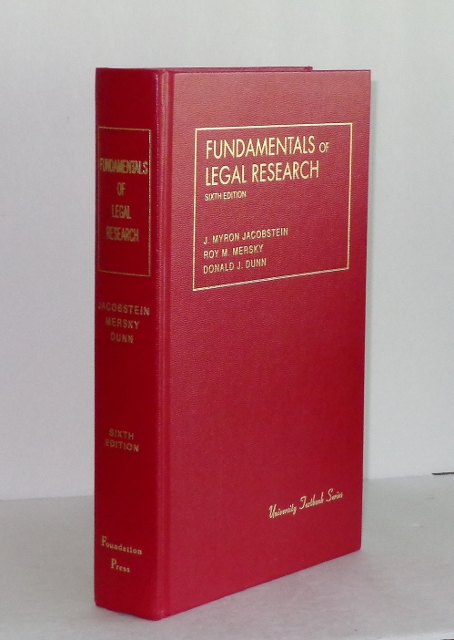 FUNDAMENTALS
OF
LEGAL
RESEARCH
JACOBSTEIN
MERSKY
DUNN
SIXTH
EDITION
Foundation
Press
FUNDAMENTALS OF
LEGAL RESEARCH
SIXTH EDITION
J. MYRON JACOBSTEIN
ROY M. MERSKY
DONALD J. DUNN
University Textbook Series